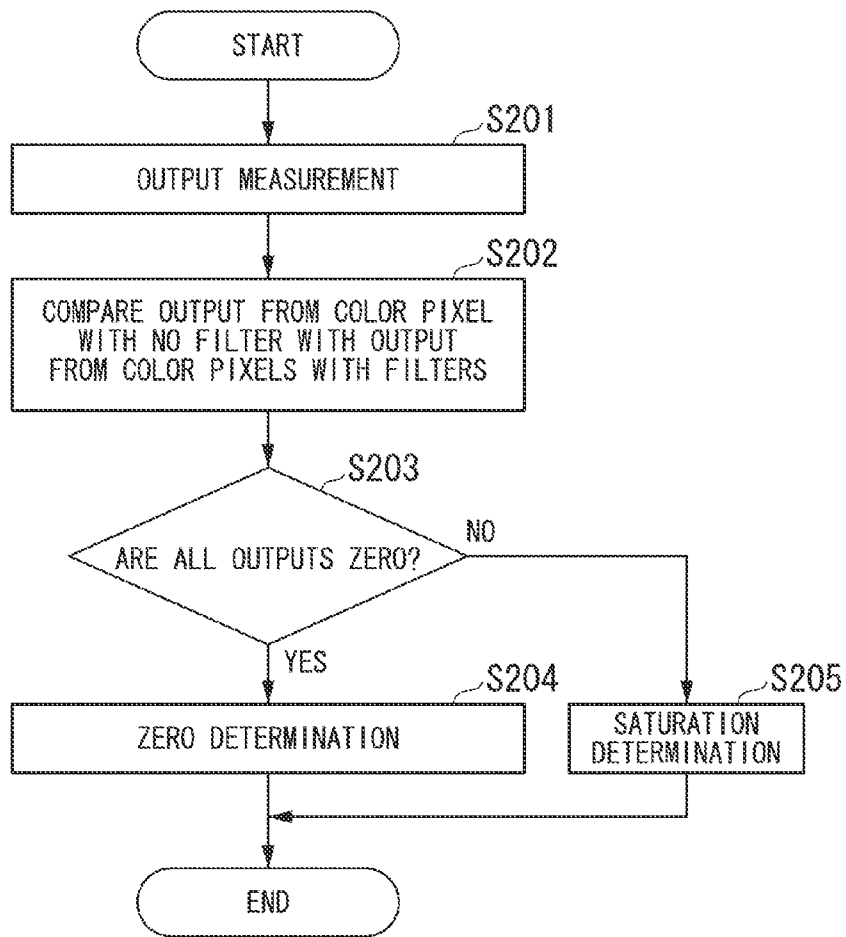 START
S201
OUTPUT MEASUREMENT
S202
COMPARE OUTPUT FROM COLOR PIXEL
WITH NO FILTER WITH OUTPUT
FROM COLOR PIXELS WITH FILTERS
S203
ARE ALL OUTPUTS ZERO?
NO
YES
S204
ZERO DETERMINATION
S205
SATURATION
DETERMINATION
END